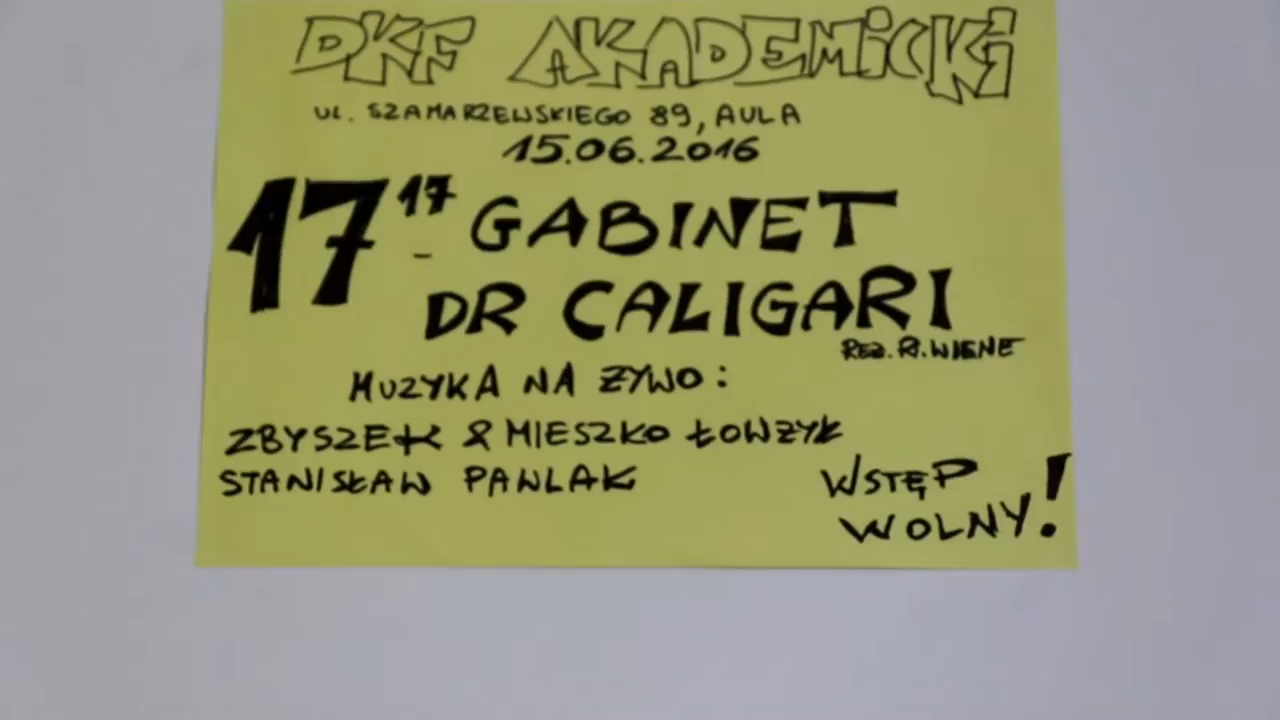 DKF AKADEMICKI
UL. SZAMARZEWSKIEGO 89, AULA
15.06.2016
17 17 GABINET
DR CALIGARI
REŻ. R. WIENE
MUZYKA NA ŻYWO:
ZBYSZEK & MIESZKO ŁOWŻYŁ
STANISŁAW PAWLAK
WSTĘP
WOLNY!